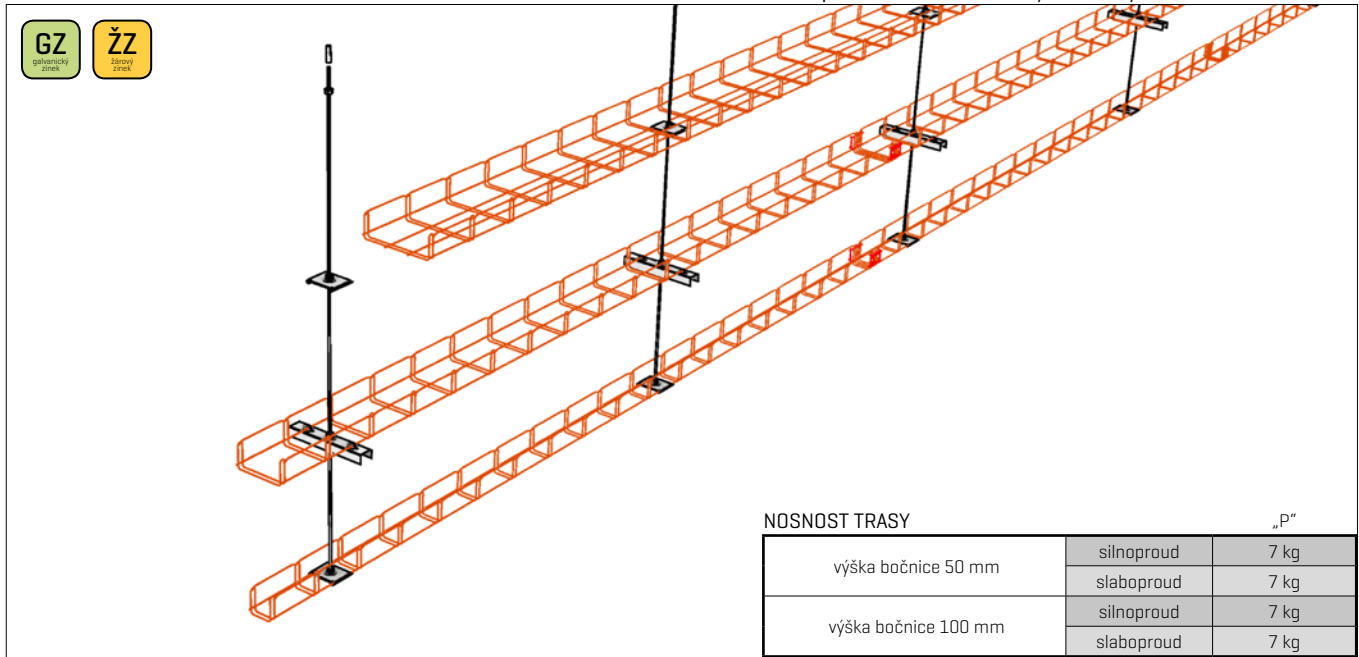 GZ
galvanický
zinek
ŽZ
žárový
zinek
NOSNOST TRASY „P“
výška bočnice 50 mm silnoproud 7 kg
slaboproud 7 kg
výška bočnice 100 mm silnoproud 7 kg
slaboproud 7 kg